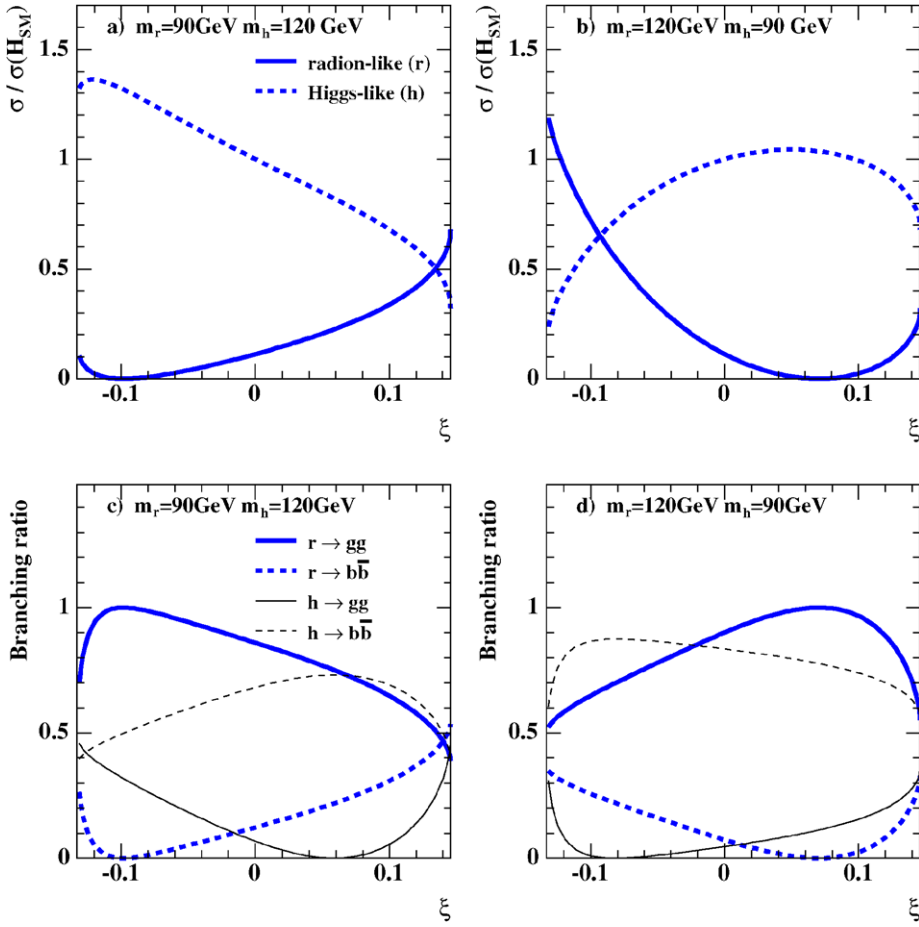 a) m_r=90GeV m_h=120 GeV
radion-like (r)
Higgs-like (h)
σ / σ(H_SM)
1.5
1
0.5
0
-0.1 0 0.1
ξ
b) m_r=120GeV m_h=90 GeV
σ / σ(H_SM)
1.5
1
0.5
0
-0.1 0 0.1
ξ
c) m_r=90GeV m_h=120GeV
r → gg
r → bb̅
h → gg
h → bb̅
Branching ratio
1
0.5
0
-0.1 0 0.1
ξ
d) m_r=120GeV m_h=90GeV
Branching ratio
1
0.5
0
-0.1 0 0.1
ξ